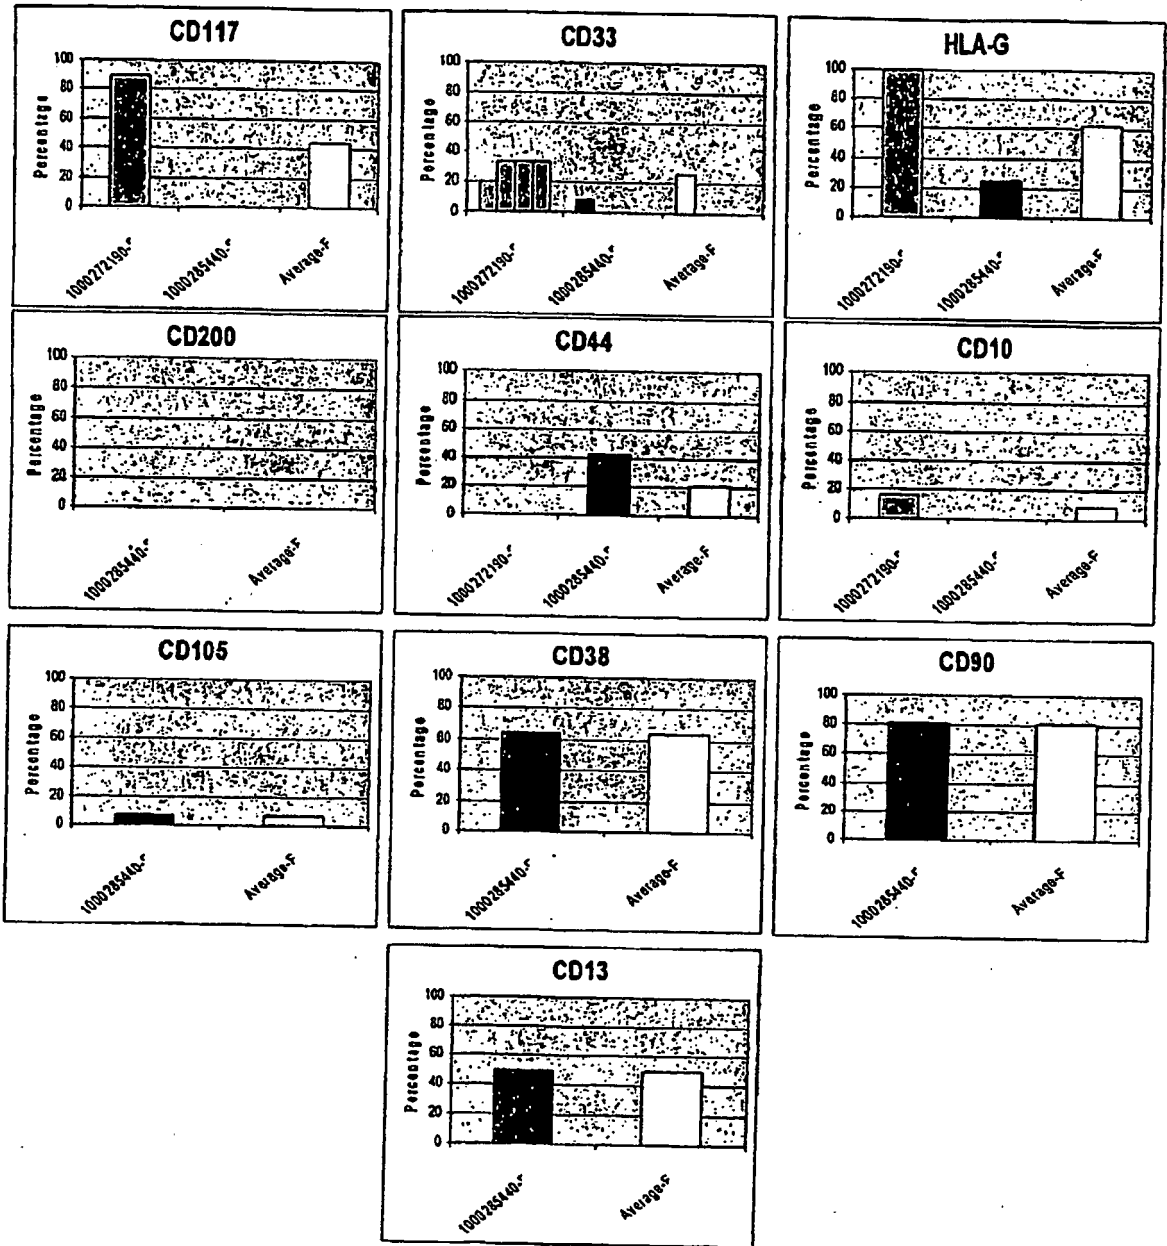 CD117
Percentage
100
80
60
40
20
0
1000272190-F
1000285440-F
Average-F
CD33
Percentage
100
80
60
40
20
0
1000272190-F
1000285440-F
Average-F
HLA-G
Percentage
100
80
60
40
20
0
1000272190-F
1000285440-F
Average-F
CD200
Percentage
100
80
60
40
20
0
1000285440-F
Average-F
CD44
Percentage
100
80
60
40
20
0
1000272190-F
1000285440-F
Average-F
CD10
Percentage
100
80
60
40
20
0
1000272190-F
1000285440-F
Average-F
CD105
Percentage
100
80
60
40
20
0
1000285440-F
Average-F
CD38
Percentage
100
80
60
40
20
0
1000285440-F
Average-F
CD90
Percentage
100
80
60
40
20
0
1000285440-F
Average-F
CD13
Percentage
100
80
60
40
20
0
1000285440-F
Average-F